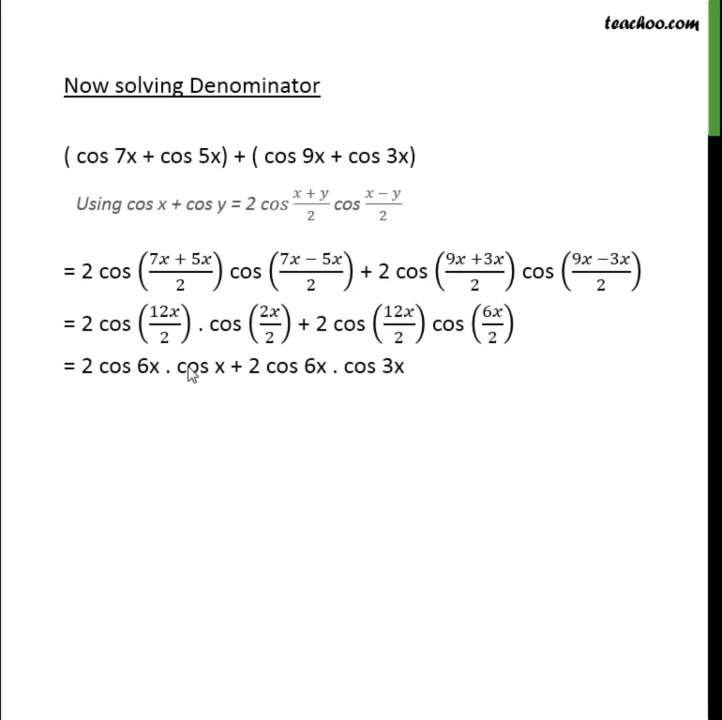 teachoo.com
Now solving Denominator
( cos 7x + cos 5x) + ( cos 9x + cos 3x)
Using cos x + cos y = 2 cos (x + y)/2 cos (x − y)/2
= 2 cos ((7x + 5x)/2) cos ((7x − 5x)/2) + 2 cos ((9x +3x)/2) cos ((9x −3x)/2)
= 2 cos (12x/2) . cos (2x/2) + 2 cos (12x/2) cos (6x/2)
= 2 cos 6x . cos x + 2 cos 6x . cos 3x